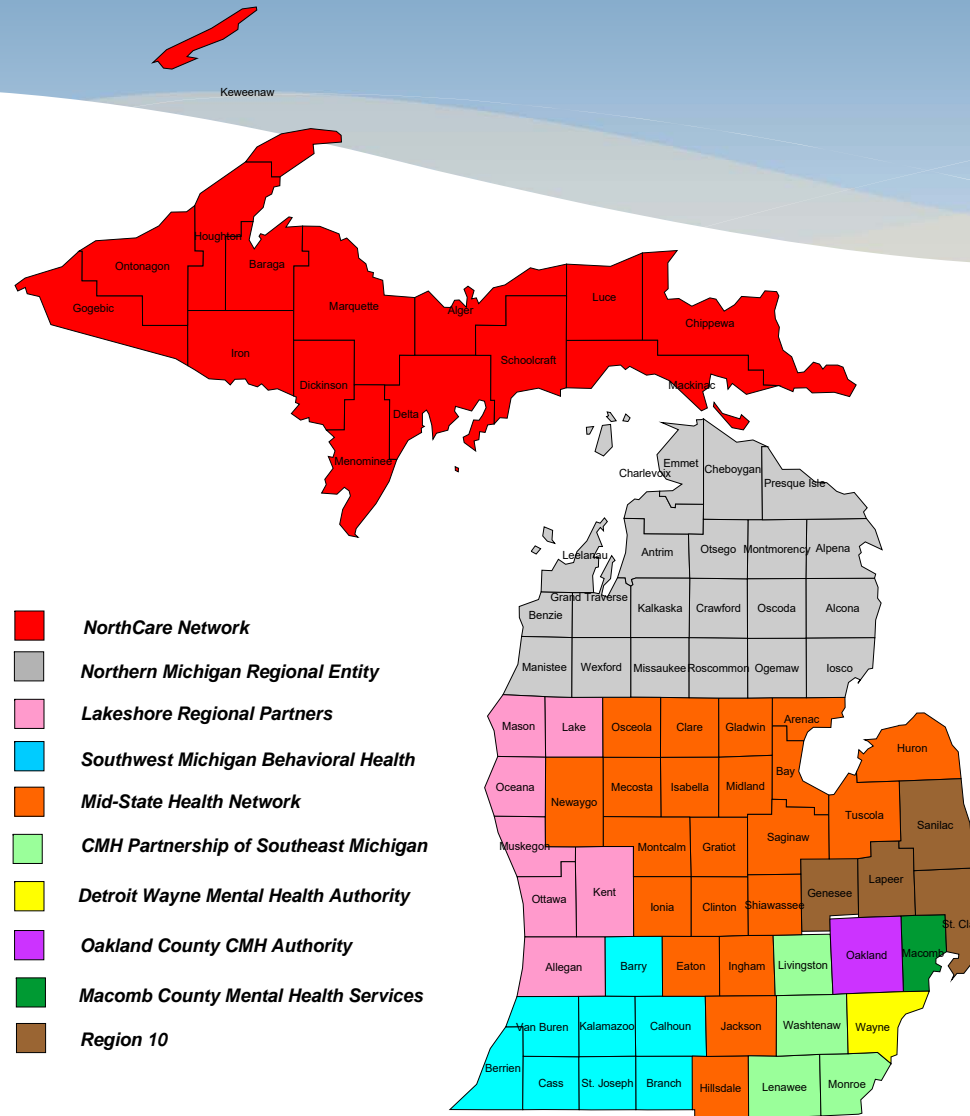 Keweenaw
Houghton
Ontonagon
Baraga
Gogebic
Marquette
Alger
Luce
Chippewa
Iron
Schoolcraft
Dickinson
Mackinac
Delta
Menominee
Emmet
Charlevoix
Cheboygan
Presque Isle
Leelanau
Antrim
Otsego
Montmorency
Alpena
Grand Traverse
Benzie
Kalkaska
Crawford
Oscoda
Alcona
Manistee
Wexford
Missaukee
Roscommon
Ogemaw
Iosco
Mason
Lake
Osceola
Clare
Gladwin
Arenac
Huron
Oceana
Newaygo
Mecosta
Isabella
Midland
Bay
Tuscola
Sanilac
Muskegon
Montcalm
Gratiot
Saginaw
Ottawa
Kent
Ionia
Clinton
Shiawassee
Genesee
Lapeer
St. Cla
Allegan
Barry
Eaton
Ingham
Livingston
Oakland
Macomb
Van Buren
Kalamazoo
Calhoun
Jackson
Washtenaw
Wayne
Berrien
Cass
St. Joseph
Branch
Hillsdale
Lenawee
Monroe
NorthCare Network
Northern Michigan Regional Entity
Lakeshore Regional Partners
Southwest Michigan Behavioral Health
Mid-State Health Network
CMH Partnership of Southeast Michigan
Detroit Wayne Mental Health Authority
Oakland County CMH Authority
Macomb County Mental Health Services
Region 10